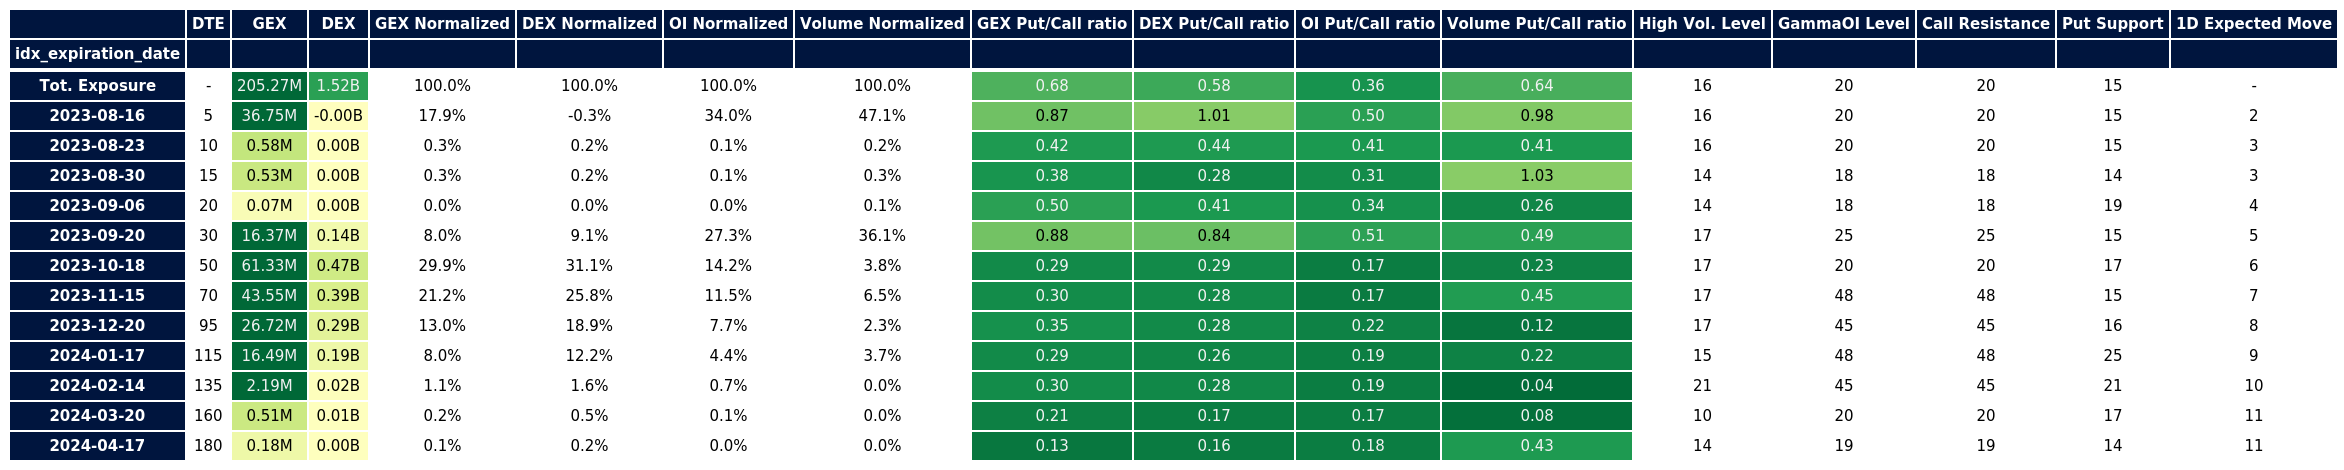 DTE GEX DEX GEX Normalized DEX Normalized OI Normalized Volume Normalized GEX Put/Call ratio DEX Put/Call ratio OI Put/Call ratio Volume Put/Call ratio High Vol. Level GammaOI Level Call Resistance Put Support 1D Expected Move
idx_expiration_date
Tot. Exposure - 205.27M 1.52B 100.0% 100.0% 100.0% 100.0% 0.68 0.58 0.36 0.64 16 20 20 15 -
2023-08-16 5 36.75M -0.00B 17.9% -0.3% 34.0% 47.1% 0.87 1.01 0.50 0.98 16 20 20 15 2
2023-08-23 10 0.58M 0.00B 0.3% 0.2% 0.1% 0.2% 0.42 0.44 0.41 0.41 16 20 20 15 3
2023-08-30 15 0.53M 0.00B 0.3% 0.2% 0.1% 0.3% 0.38 0.28 0.31 1.03 14 18 18 14 3
2023-09-06 20 0.07M 0.00B 0.0% 0.0% 0.0% 0.1% 0.50 0.41 0.34 0.26 14 18 18 19 4
2023-09-20 30 16.37M 0.14B 8.0% 9.1% 27.3% 36.1% 0.88 0.84 0.51 0.49 17 25 25 15 5
2023-10-18 50 61.33M 0.47B 29.9% 31.1% 14.2% 3.8% 0.29 0.29 0.17 0.23 17 20 20 17 6
2023-11-15 70 43.55M 0.39B 21.2% 25.8% 11.5% 6.5% 0.30 0.28 0.17 0.45 17 48 48 15 7
2023-12-20 95 26.72M 0.29B 13.0% 18.9% 7.7% 2.3% 0.35 0.28 0.22 0.12 17 45 45 16 8
2024-01-17 115 16.49M 0.19B 8.0% 12.2% 4.4% 3.7% 0.29 0.26 0.19 0.22 15 48 48 25 9
2024-02-14 135 2.19M 0.02B 1.1% 1.6% 0.7% 0.0% 0.30 0.28 0.19 0.04 21 45 45 21 10
2024-03-20 160 0.51M 0.01B 0.2% 0.5% 0.1% 0.0% 0.21 0.17 0.17 0.08 10 20 20 17 11
2024-04-17 180 0.18M 0.00B 0.1% 0.2% 0.0% 0.0% 0.13 0.16 0.18 0.43 14 19 19 14 11